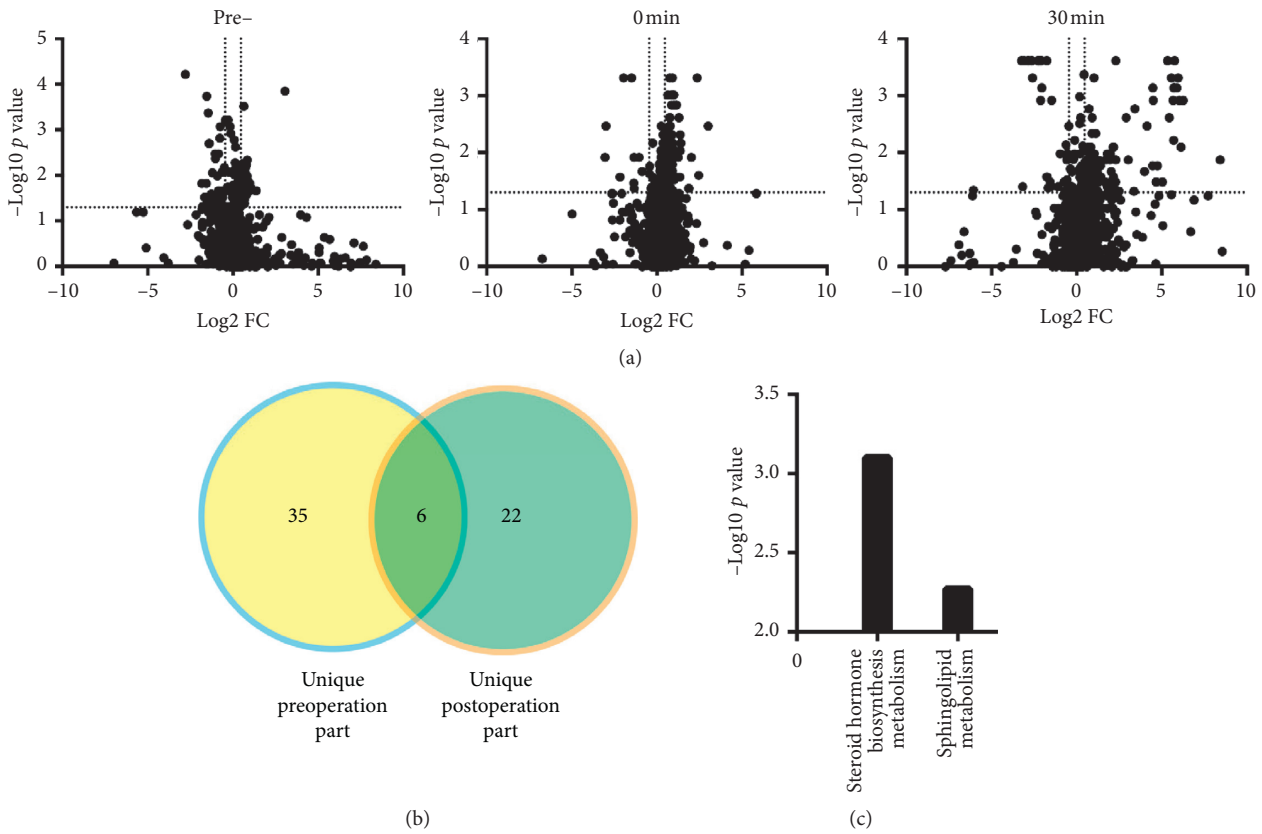 Pre–
5
4
3
2
1
0
–10
–5
0
5
10
–Log10 p value
Log2 FC
0 min
5
4
3
2
1
0
–10
–5
0
5
10
–Log10 p value
Log2 FC
30 min
4
3
2
1
0
–10
–5
0
5
10
–Log10 p value
Log2 FC
(a)
35
6
22
Unique
preoperation
part
Unique
postoperation
part
(b)
3.5
3.0
2.5
2.0
0
–Log10 p value
Steroid hormone
biosynthesis
metabolism
Sphingolipid
metabolism
(c)